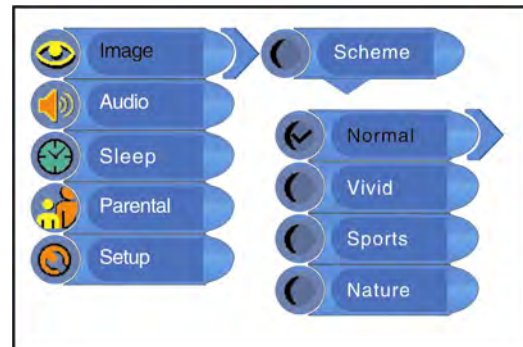 Image
Audio
Sleep
Parental
Setup
Scheme
Normal
Vivid
Sports
Nature